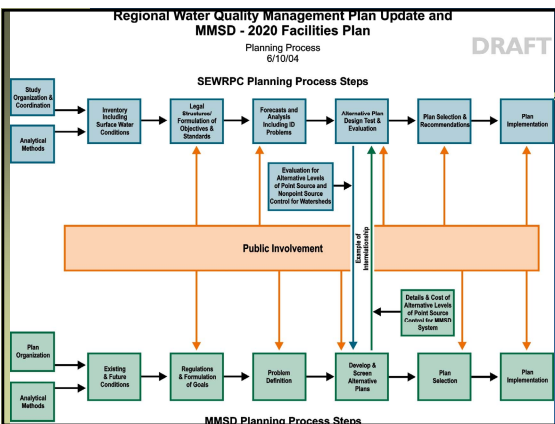 Regional Water Quality Management Plan Update and
MMSD - 2020 Facilities Plan
Planning Process
6/10/04
DRAFT
SEWRPC Planning Process Steps
Study
Organization &
Coordination
Analytical
Methods
Inventory
Including
Surface Water
Conditions
Legal
Structures/
Formulation of
Objectives &
Standards
Forecasts and
Analysis
Including ID
Problems
Alternative Plan
Design Test &
Evaluation
Plan Selection &
Recommendations
Plan
Implementation
Evaluation for
Alternative Levels
of Point Source and
Nonpoint Source
Control for Watersheds
Public Involvement
Example of
Interrelationship
Details & Cost of
Alternative Levels
of Point Source
Control for MMSD
System
Plan
Organization
Analytical
Methods
Existing
& Future
Conditions
Regulations
& Formulation
of Goals
Problem
Definition
Develop &
Screen
Alternative
Plans
Plan
Selection
Plan
Implementation
MMSD Planning Process Steps